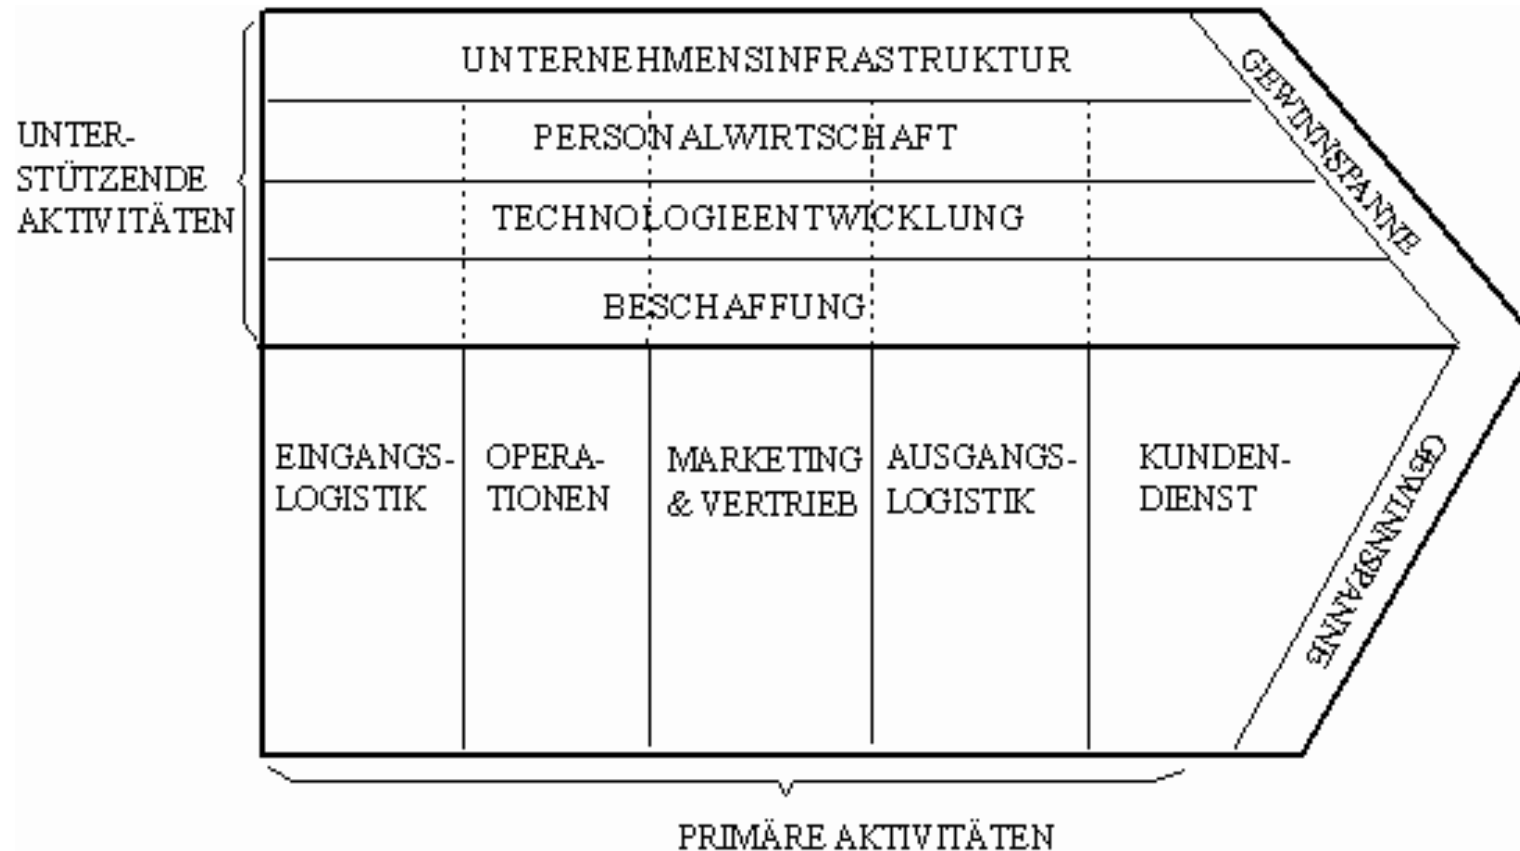 UNTERNEHMENSINFRASTRUKTUR
UNTER-
STÜTZENDE
AKTIVITÄTEN
PERSONALWIRTSCHAFT
TECHNOLOGIEENTWICKLUNG
BESCHAFFUNG
GEWINNSPANNE
EINGANGS-
LOGISTIK
OPERA-
TIONEN
MARKETING
& VERTRIEB
AUSGANGS-
LOGISTIK
KUNDEN-
DIENST
GEWINNSPANNE
PRIMÄRE AKTIVITÄTEN